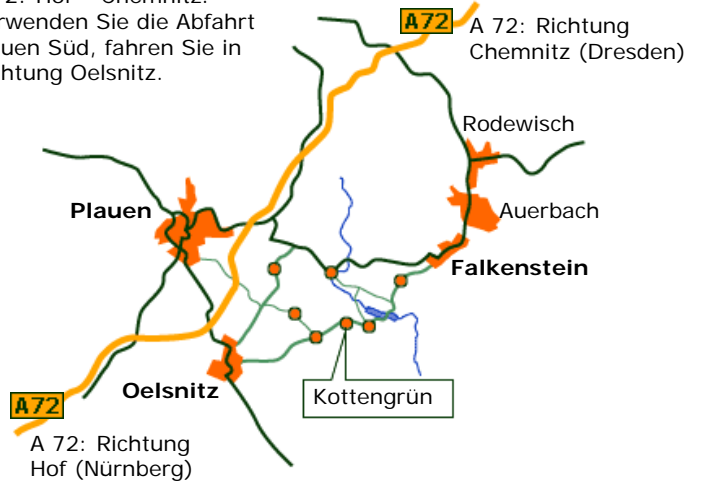 2: Hof - Chemnitz:
rwenden Sie die Abfahrt
uen Süd, fahren Sie in
htung Oelsnitz.
A72
A 72: Richtung
Chemnitz (Dresden)
Rodewisch
Plauen
Auerbach
Falkenstein
Oelsnitz
Kottengrün
A72
A 72: Richtung
Hof (Nürnberg)